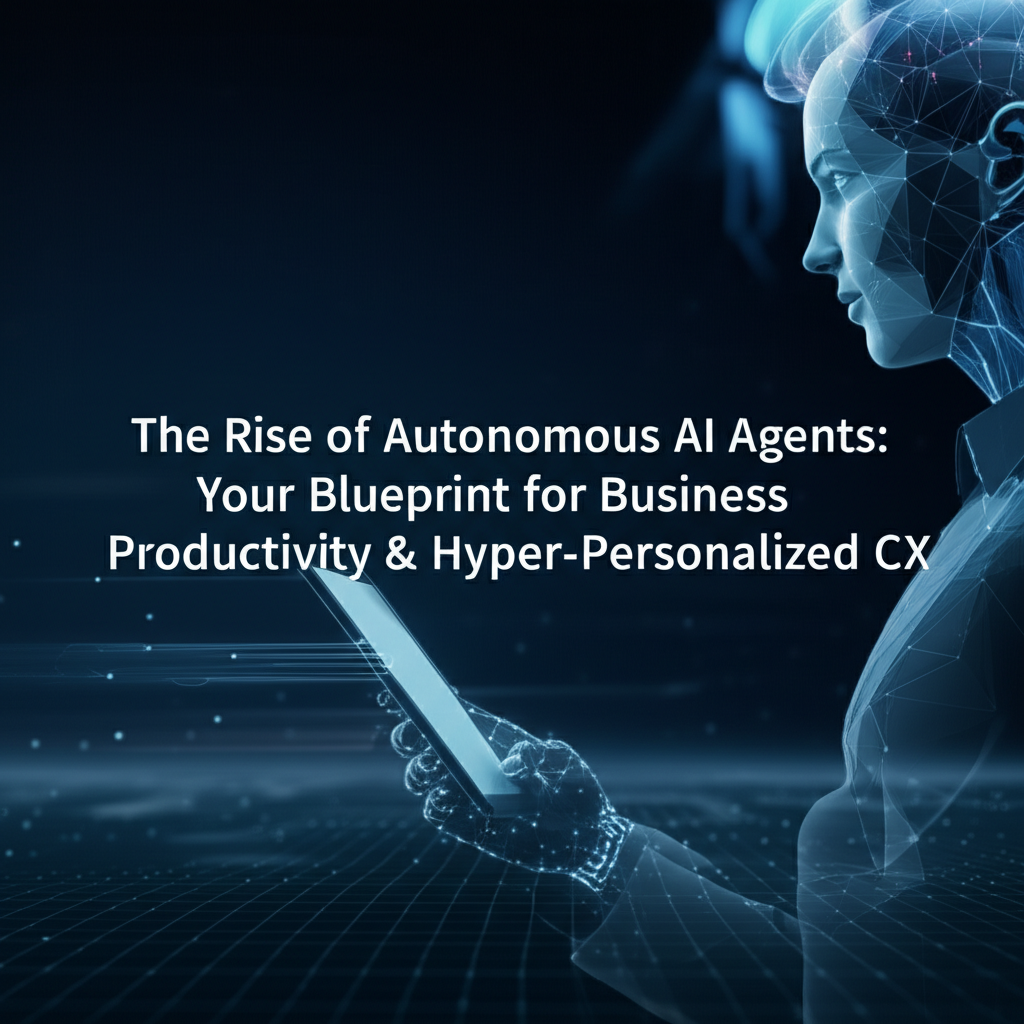 The Rise of Autonomous AI Agents:
Your Blueprint for Business
Productivity & Hyper-Personalized CX